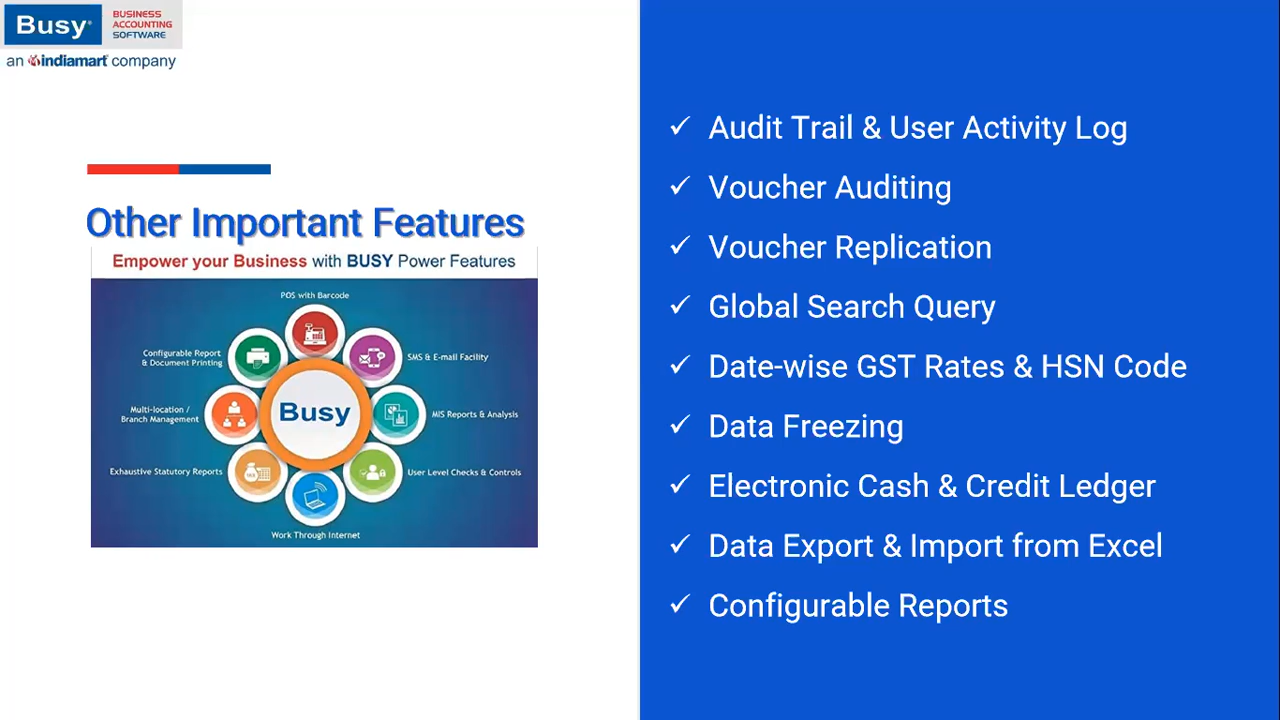 Busy
BUSINESS
ACCOUNTING
SOFTWARE
an indiamart company
Other Important Features
Empower your Business with BUSY Power Features
POS with Barcode
Configurable Report
& Document Printing
SMS & E-mail Facility
Multi-location /
Branch Management
Busy
MIS Reports & Analysis
Exhaustive Statutory Reports
User Level Checks & Controls
Work Through Internet
✓ Audit Trail & User Activity Log
✓ Voucher Auditing
✓ Voucher Replication
✓ Global Search Query
✓ Date-wise GST Rates & HSN Code
✓ Data Freezing
✓ Electronic Cash & Credit Ledger
✓ Data Export & Import from Excel
✓ Configurable Reports